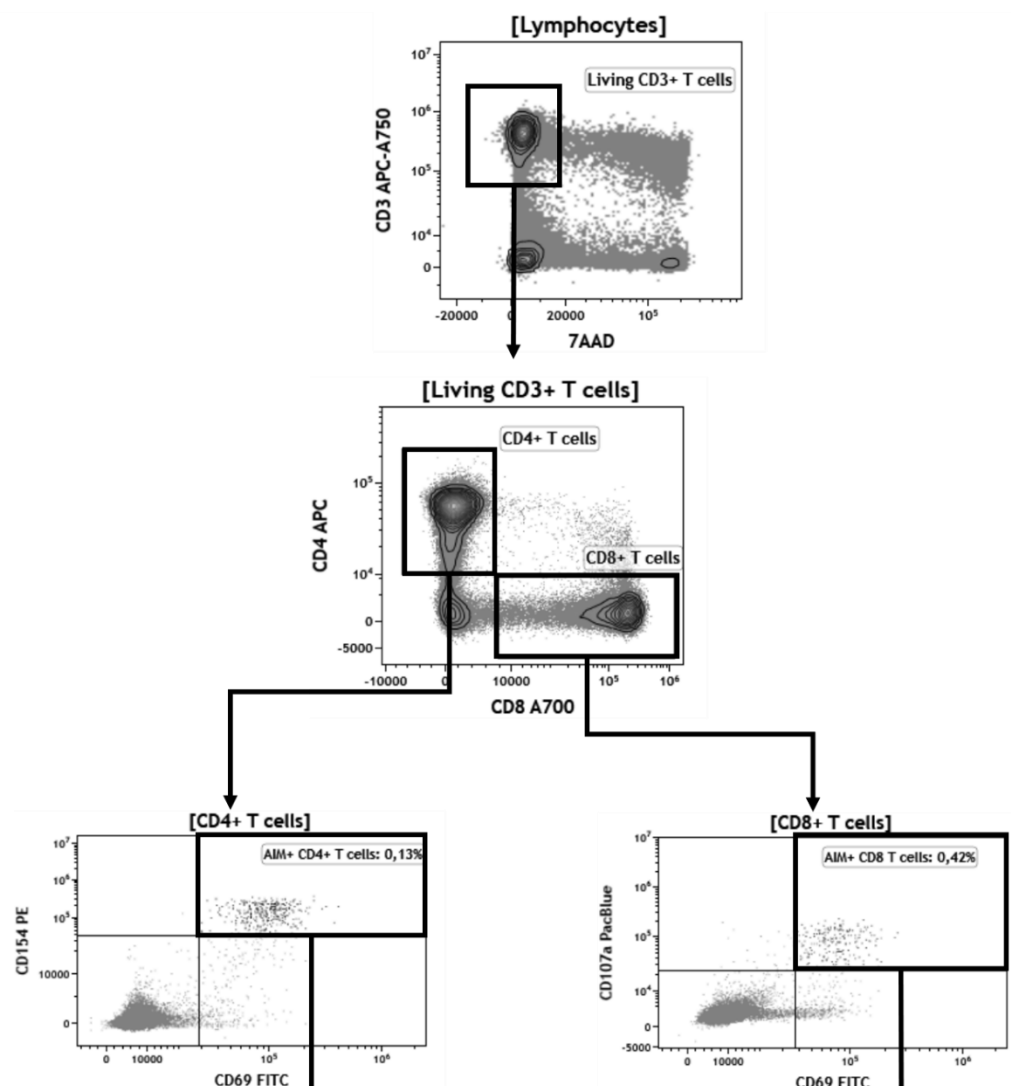 [Lymphocytes]
10⁷
Living CD3+ T cells
10⁶
CD3 APC-A750
10⁵
10⁴
0
-20000 0 20000 10⁵
7AAD
[Living CD3+ T cells]
CD4+ T cells
10⁵
CD4 APC
CD8+ T cells
10⁴
0
-5000
-10000 0 10000 10⁵ 10⁶
CD8 A700
[CD4+ T cells]
10⁷
AIM+ CD4+ T cells: 0,13%
10⁶
CD154 PE
10⁵
10000
0
0 10000 10⁵ 10⁶
CD69 FITC
[CD8+ T cells]
10⁷
AIM+ CD8 T cells: 0,42%
10⁶
CD107a PacBlue
10⁵
10⁴
0
-5000
0 10000 10⁵ 10⁶
CD69 FITC